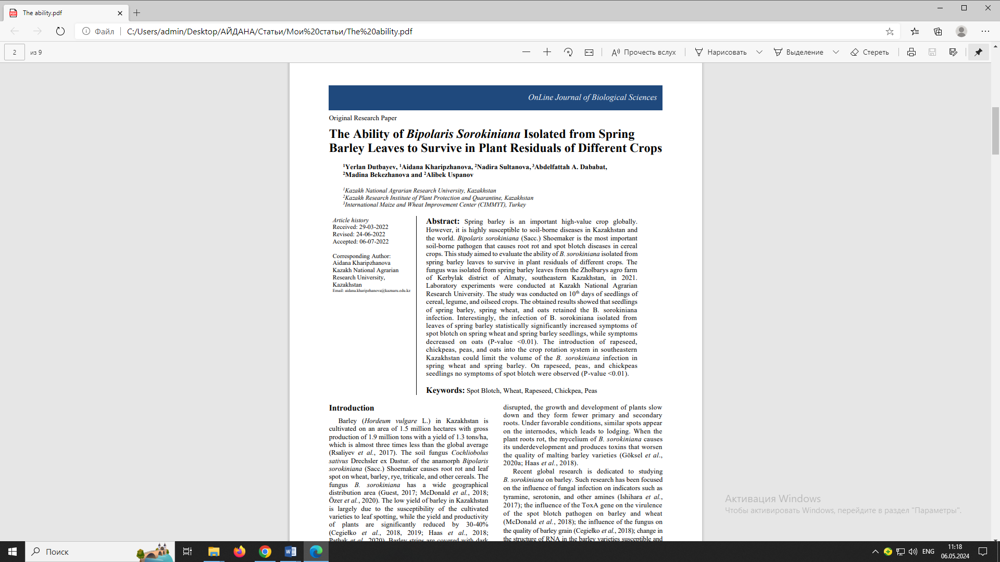 The ability.pdf
Файл
C:/Users/admin/Desktop/АЙДАНА/Статьи/Мои%20статьи/The%20ability.pdf
2 из 9
Прочесть вслух
Нарисовать
Выделение
Стереть
OnLine Journal of Biological Sciences
Original Research Paper
The Ability of Bipolaris Sorokiniana Isolated from Spring
Barley Leaves to Survive in Plant Residuals of Different Crops
1Yerlan Dutbayev, 1Aidana Kharipzhanova, 2Nadira Sultanova, 3Abdelfattah A. Dababat,
2Madina Bekezhanova and 2Alibek Uspanov
1Kazakh National Agrarian Research University, Kazakhstan
2Kazakh Research Institute of Plant Protection and Quarantine, Kazakhstan
3International Maize and Wheat Improvement Center (CIMMYT), Turkey
Article history
Received: 29-03-2022
Revised: 24-06-2022
Accepted: 06-07-2022
Corresponding Author:
Aidana Kharipzhanova
Kazakh National Agrarian
Research University,
Kazakhstan
Email: aidana.kharipzhanova@kaznaru.edu.kz
Abstract: Spring barley is an important high-value crop globally.
However, it is highly susceptible to soil-borne diseases in Kazakhstan and
the world. Bipolaris sorokiniana (Sacc.) Shoemaker is the most important
soil-borne pathogen that causes root rot and spot blotch diseases in cereal
crops. This study aimed to evaluate the ability of B. sorokiniana isolated from
spring barley leaves to survive in plant residuals of different crops. The
fungus was isolated from spring barley leaves from the Zholbarys agro farm
of Kerbylak district of Almaty, southeastern Kazakhstan, in 2021.
Laboratory experiments were conducted at Kazakh National Agrarian
Research University. The study was conducted on 10th days of seedlings of
cereal, legume, and oilseed crops. The obtained results showed that seedlings
of spring barley, spring wheat, and oats retained the B. sorokiniana
infection. Interestingly, the infection of B. sorokiniana isolated from
leaves of spring barley statistically significantly increased symptoms of
spot blotch on spring wheat and spring barley seedlings, while symptoms
decreased on oats (P-value <0.01). The introduction of rapeseed,
chickpeas, peas, and oats into the crop rotation system in southeastern
Kazakhstan could limit the volume of the B. sorokiniana infection in
spring wheat and spring barley. On rapeseed, peas, and chickpeas
seedlings no symptoms of spot blotch were observed (P-value <0.01).
Keywords: Spot Blotch, Wheat, Rapeseed, Chickpea, Peas
Introduction
Barley (Hordeum vulgare L.) in Kazakhstan is
cultivated on an area of 1.5 million hectares with gross
production of 1.9 million tons with a yield of 1.3 tons/ha,
which is almost three times less than the global average
(Rsaliyev et al., 2017). The soil fungus Cochliobolus
sativus Drechsler ex Dastur. of the anamorph Bipolaris
sorokiniana (Sacc.) Shoemaker causes root rot and leaf
spot on wheat, barley, rye, triticale, and other cereals. The
fungus B. sorokiniana has a wide geographical
distribution area (Guest, 2017; McDonald et al., 2018;
Özer et al., 2020). The low yield of barley in Kazakhstan
is largely due to the susceptibility of the cultivated
varieties to leaf spotting, while the yield and productivity
of plants are significantly reduced by 30-40%
(Cegiełko et al., 2018, 2019; Haas et al., 2018;
Pathak et al., 2020). Barley strips are covered with dark
disrupted, the growth and development of plants slow
down and they form fewer primary and secondary
roots. Under favorable conditions, similar spots appear
on the internodes, which leads to lodging. When the
plant roots rot, the mycelium of B. sorokiniana causes
its underdevelopment and produces toxins that worsen
the quality of malting barley varieties (Göksel et al.,
2020a; Haas et al., 2018).
Recent global research is dedicated to studying
B. sorokiniana on barley. Such research has been focused
on the influence of fungal infection on indicators such as
tyramine, serotonin, and other amines (Ishihara et al.,
2017); the influence of the ToxA gene on the virulence
of the spot blotch pathogen on barley and wheat
(McDonald et al., 2018); the influence of the fungus on
the quality of barley grain (Cegiełko et al., 2018); change in
the structure of RNA in the barley varieties susceptible and
Активация Windows
Чтобы активировать Windows, перейдите в раздел "Параметры".
Поиск
ENG
11:18
06.05.2024